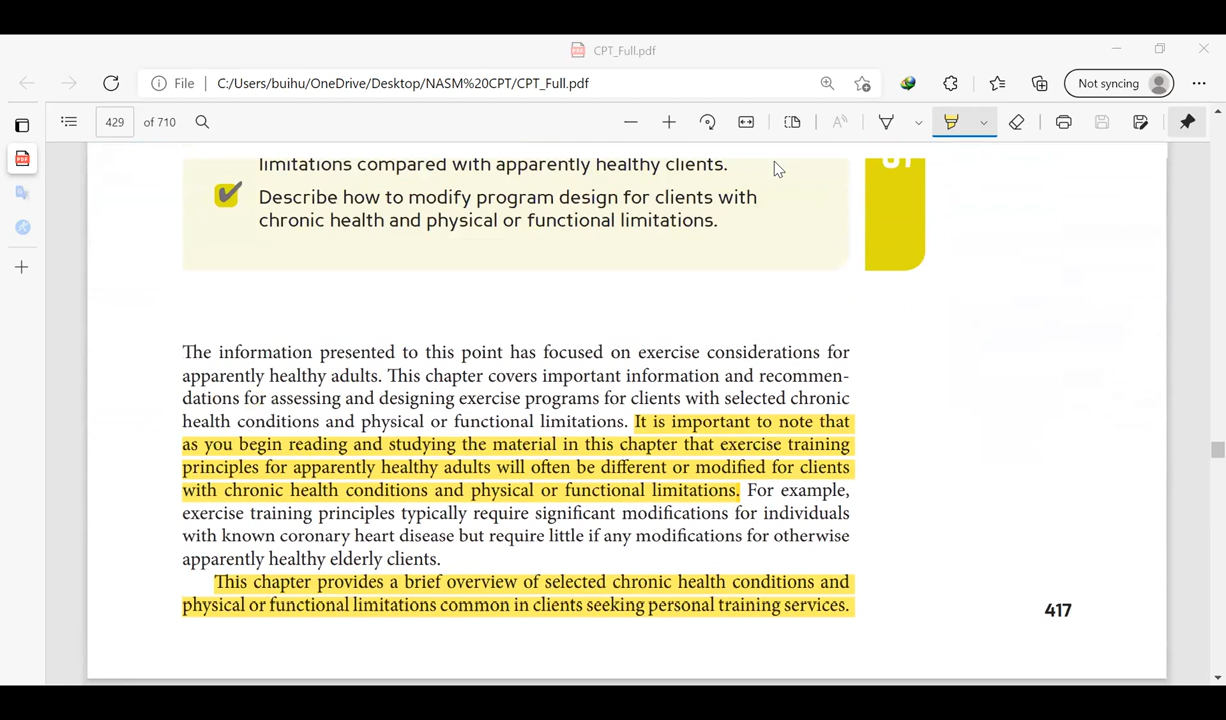 CPT_Full.pdf
File | C:/Users/buihu/OneDrive/Desktop/NASM%20CPT/CPT_Full.pdf
Not syncing
429 of 710
limitations compared with apparently healthy clients.
Describe how to modify program design for clients with
chronic health and physical or functional limitations.
The information presented to this point has focused on exercise considerations for
apparently healthy adults. This chapter covers important information and recommen-
dations for assessing and designing exercise programs for clients with selected chronic
health conditions and physical or functional limitations. It is important to note that
as you begin reading and studying the material in this chapter that exercise training
principles for apparently healthy adults will often be different or modified for clients
with chronic health conditions and physical or functional limitations. For example,
exercise training principles typically require significant modifications for individuals
with known coronary heart disease but require little if any modifications for otherwise
apparently healthy elderly clients.
This chapter provides a brief overview of selected chronic health conditions and
physical or functional limitations common in clients seeking personal training services.
417